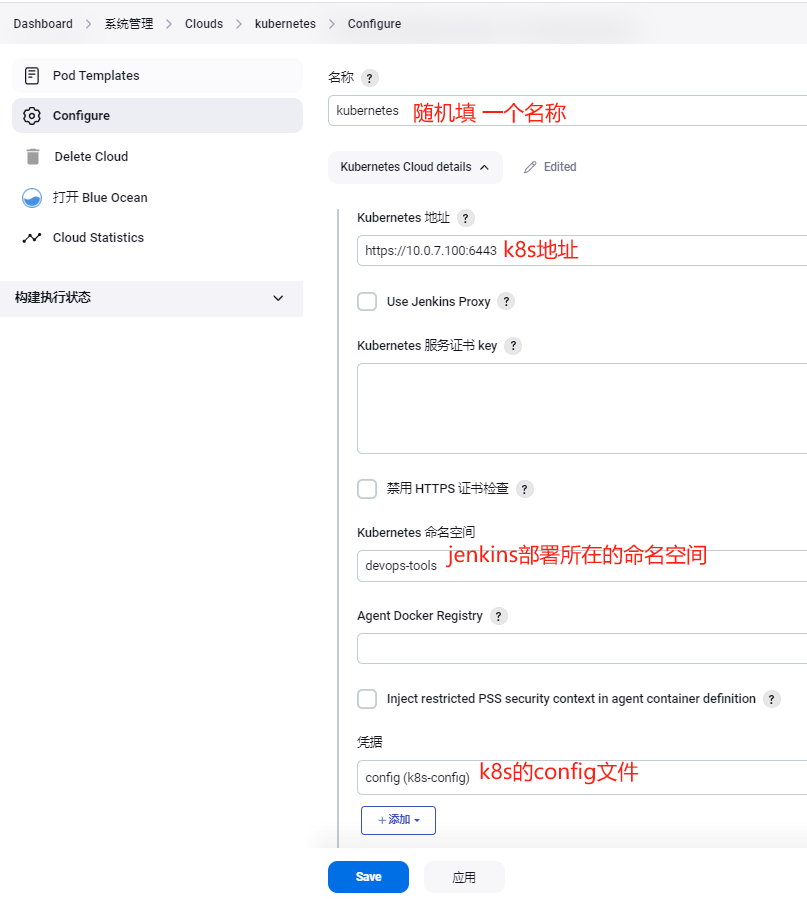 Dashboard > 系统管理 > Clouds > kubernetes > Configure
Pod Templates
Configure
Delete Cloud
打开 Blue Ocean
Cloud Statistics
构建执行状态
名称 ?
kubernetes 随机填 一个名称
Kubernetes Cloud details Edited
Kubernetes 地址 ?
https://10.0.7.100:6443 k8s地址
Use Jenkins Proxy ?
Kubernetes 服务证书 key ?
禁用 HTTPS 证书检查 ?
Kubernetes 命名空间
devops-tools jenkins部署所在的命名空间
Agent Docker Registry ?
Inject restricted PSS security context in agent container definition ?
凭据
config (k8s-config) k8s的config文件
+ 添加
Save 应用